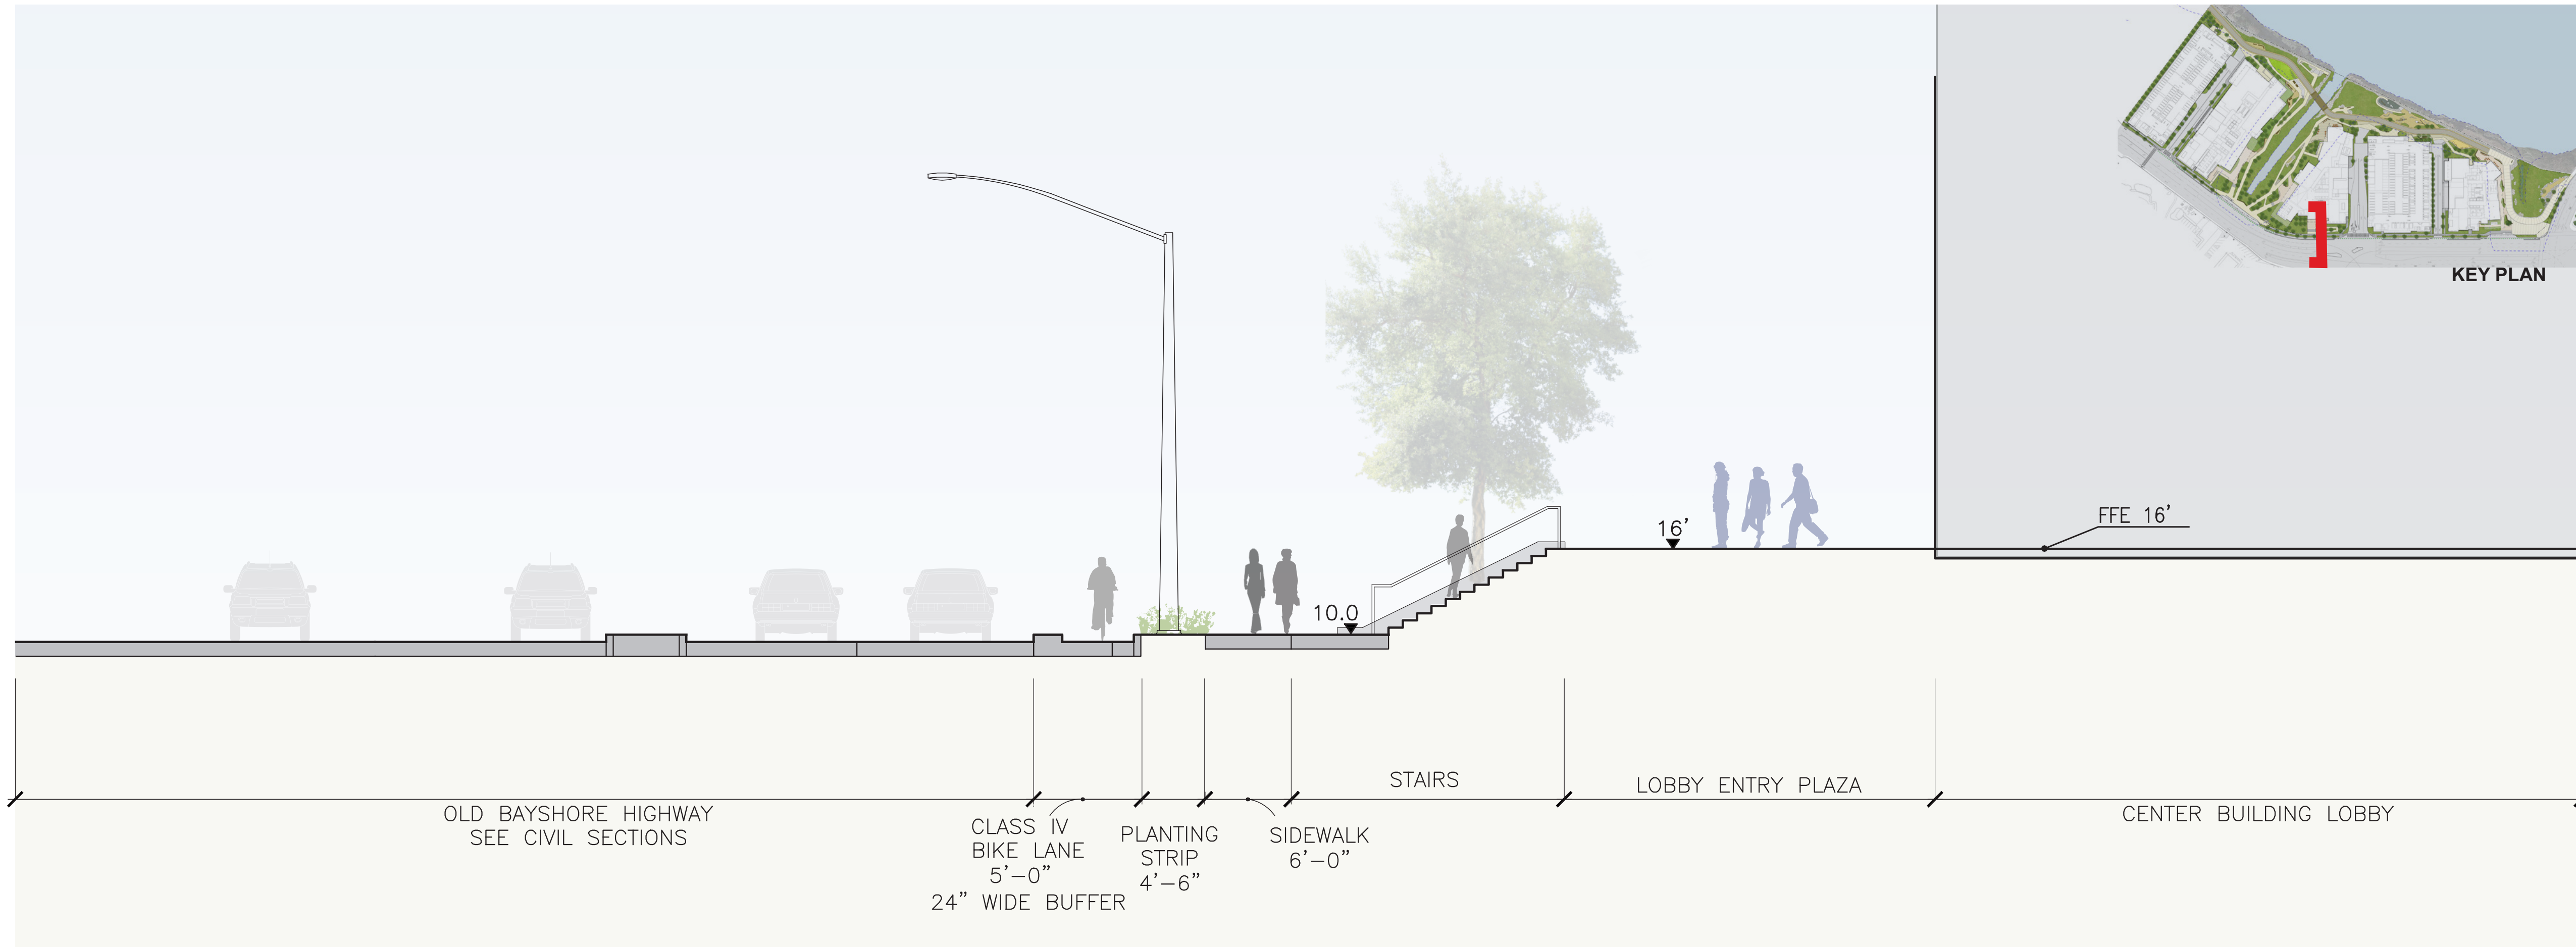 KEY PLAN
FFE 16’
16’
10.0
STAIRS
LOBBY ENTRY PLAZA
OLD BAYSHORE HIGHWAY
SEE CIVIL SECTIONS
CENTER BUILDING LOBBY
CLASS IV
BIKE LANE
5’–0”
24” WIDE BUFFER
PLANTING
STRIP
4’–6”
SIDEWALK
6’–0”